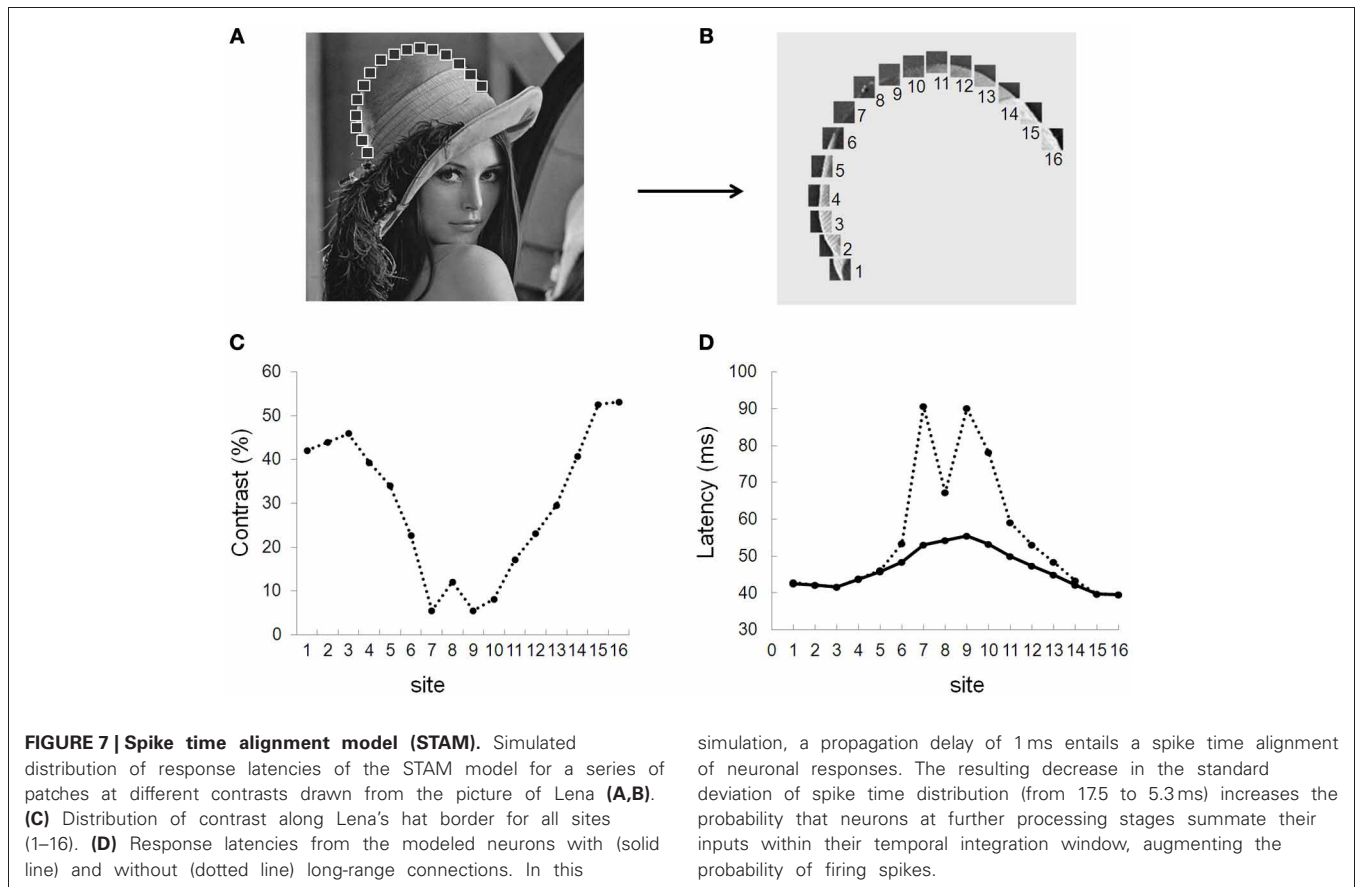 A
B
1
2
3
4
5
6
7
8
9
10
11
12
13
14
15
16
C
60
50
40
30
20
10
0
Contrast (%)
1 2 3 4 5 6 7 8 9 10 11 12 13 14 15 16
site
D
100
90
80
70
60
50
40
30
Latency (ms)
0 1 2 3 4 5 6 7 8 9 10 11 12 13 14 15 16
site
FIGURE 7 | Spike time alignment model (STAM). Simulated
distribution of response latencies of the STAM model for a series of
patches at different contrasts drawn from the picture of Lena (A,B).
(C) Distribution of contrast along Lena's hat border for all sites
(1–16). (D) Response latencies from the modeled neurons with (solid
line) and without (dotted line) long-range connections. In this
simulation, a propagation delay of 1 ms entails a spike time alignment
of neuronal responses. The resulting decrease in the standard
deviation of spike time distribution (from 17.5 to 5.3 ms) increases the
probability that neurons at further processing stages summate their
inputs within their temporal integration window, augmenting the
probability of firing spikes.